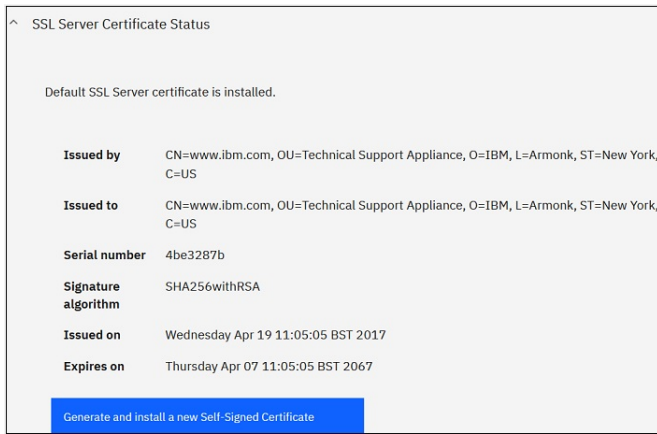 SSL Server Certificate Status
Default SSL Server certificate is installed.
Issued by CN=www.ibm.com, OU=Technical Support Appliance, O=IBM, L=Armonk, ST=New York,
C=US
Issued to CN=www.ibm.com, OU=Technical Support Appliance, O=IBM, L=Armonk, ST=New York,
C=US
Serial number 4be3287b
Signature SHA256withRSA
algorithm
Issued on Wednesday Apr 19 11:05:05 BST 2017
Expires on Thursday Apr 07 11:05:05 BST 2067
Generate and install a new Self-Signed Certificate